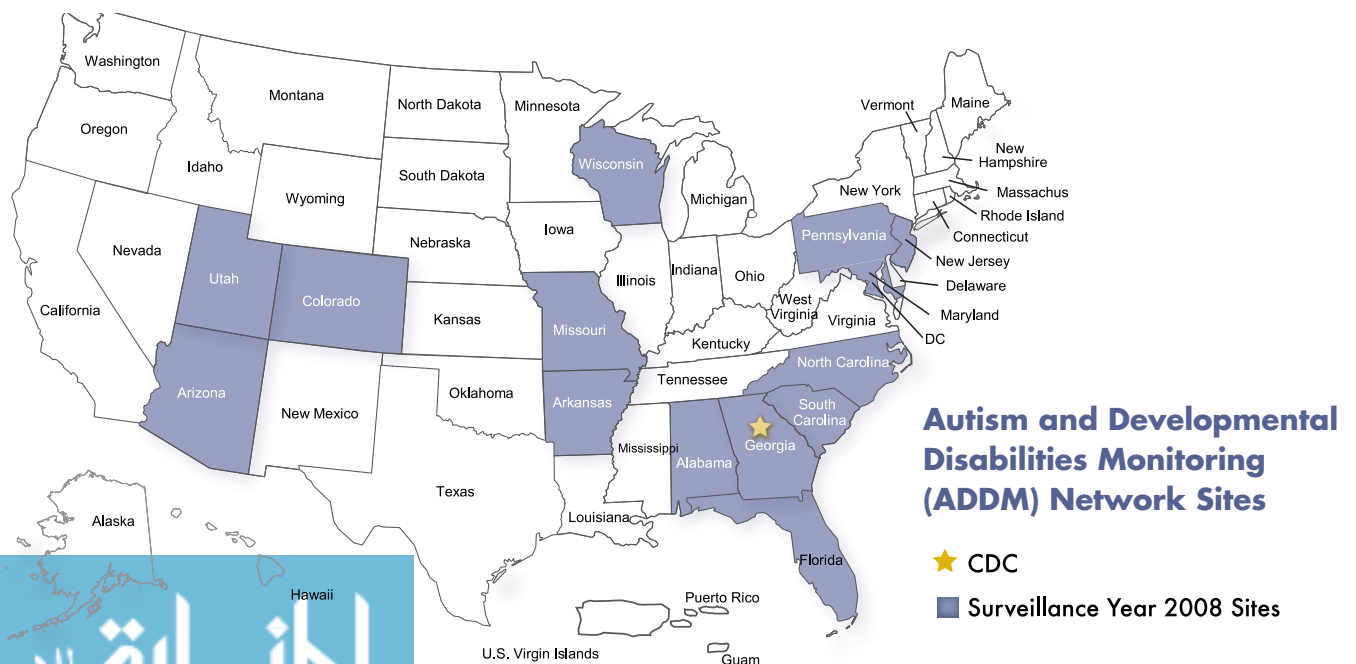 Washington
Montana
North Dakota
Minnesota
Vermont
Maine
Oregon
Idaho
Wisconsin
New
Hampshire
South Dakota
Michigan
New York
Massachus
Wyoming
Rhode Island
Nevada
Nebraska
Iowa
Pennsylvania
Connecticut
New Jersey
Utah
Colorado
Illinois
Indiana
Ohio
Delaware
California
Kansas
Missouri
West
Virginia
Virginia
Maryland
Kentucky
DC
Arizona
New Mexico
Oklahoma
Arkansas
Tennessee
North Carolina
South
Carolina
Mississippi
Alabama
Georgia
Texas
Louisiana
Florida
Alaska
Hawaii
Puerto Rico
U.S. Virgin Islands
Guam
Autism and Developmental
Disabilities Monitoring
(ADDM) Network Sites
CDC
Surveillance Year 2008 Sites